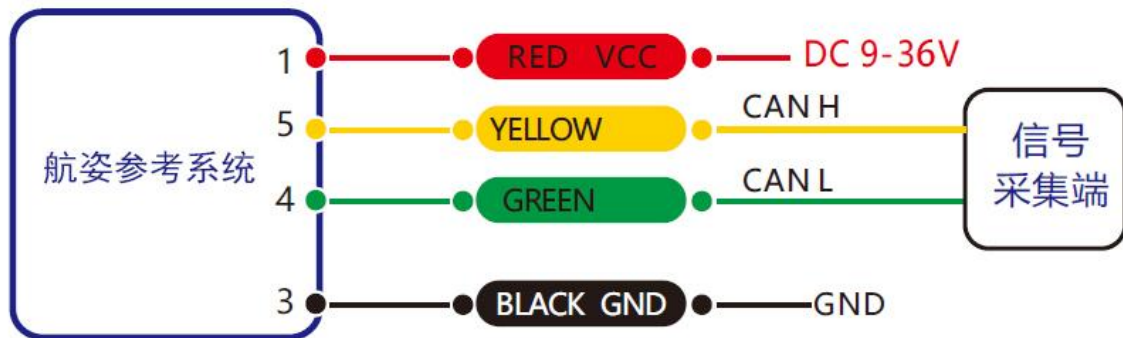 1 RED VCC DC 9-36V
5 YELLOW CAN H
航姿参考系统
4 GREEN CAN L
信号
采集端
3 BLACK GND GND